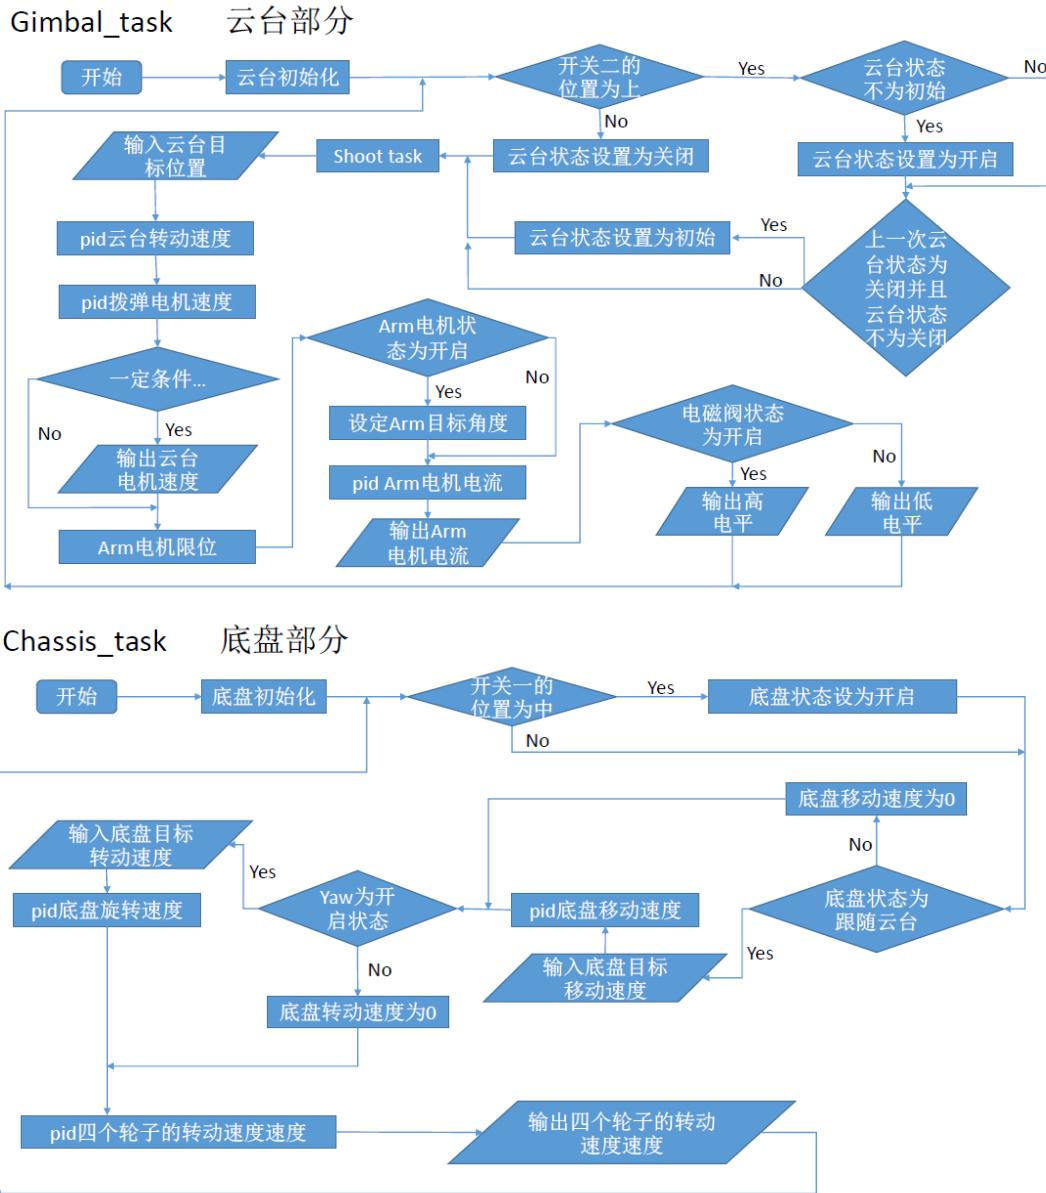 Gimbal_task 云台部分
开始
云台初始化
开关二的
位置为上
Yes
云台状态
不为初始
No
No
Yes
云台状态设置为开启
云台状态设置为关闭
Shoot task
输入云台目
标位置
上一次云
台状态为
关闭并且
云台状态
不为关闭
Yes
云台状态设置为初始
No
pid云台转动速度
pid拨弹电机速度
一定条件...
No
Yes
输出云台
电机速度
Arm电机限位
Arm电机状
态为开启
No
Yes
设定Arm目标角度
pid Arm电机电流
输出Arm
电机电流
电磁阀状态
为开启
Yes
No
输出高
电平
输出低
电平
Chassis_task 底盘部分
开始
底盘初始化
开关一的
位置为中
Yes
底盘状态设为开启
No
底盘移动速度为0
No
底盘状态为
跟随云台
Yes
输入底盘目标
移动速度
pid底盘移动速度
Yaw为开
启状态
Yes
输入底盘目标
转动速度
pid底盘旋转速度
No
底盘转动速度为0
pid四个轮子的转动速度速度
输出四个轮子的转动
速度速度